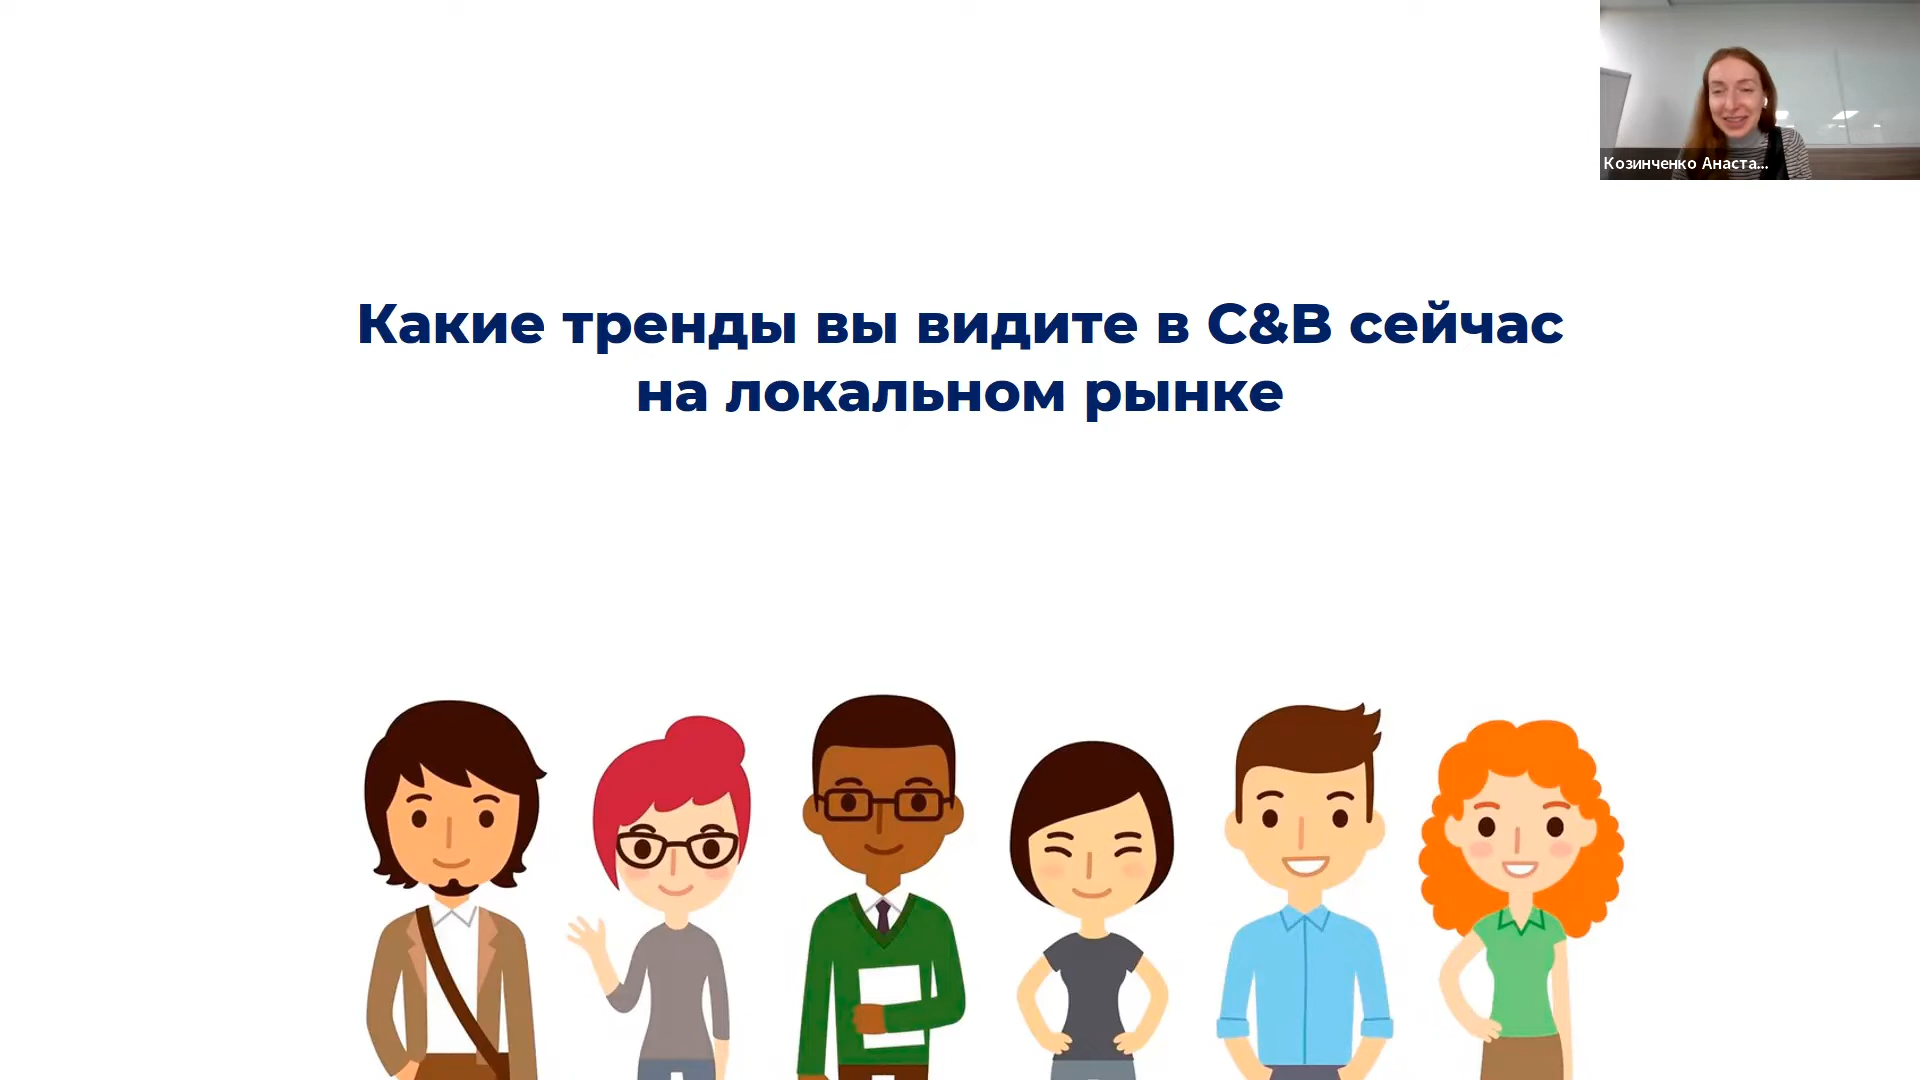 Козинченко Анаста...
Какие тренды вы видите в C&B сейчас
на локальном рынке